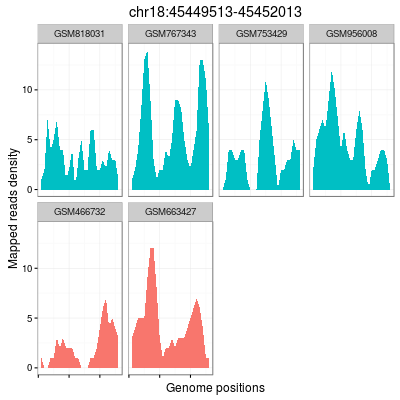 chr18:45449513-45452013
GSM818031 GSM767343 GSM753429 GSM956008
10
5
0
GSM466732 GSM663427
10
5
0
Mapped reads density
Genome positions